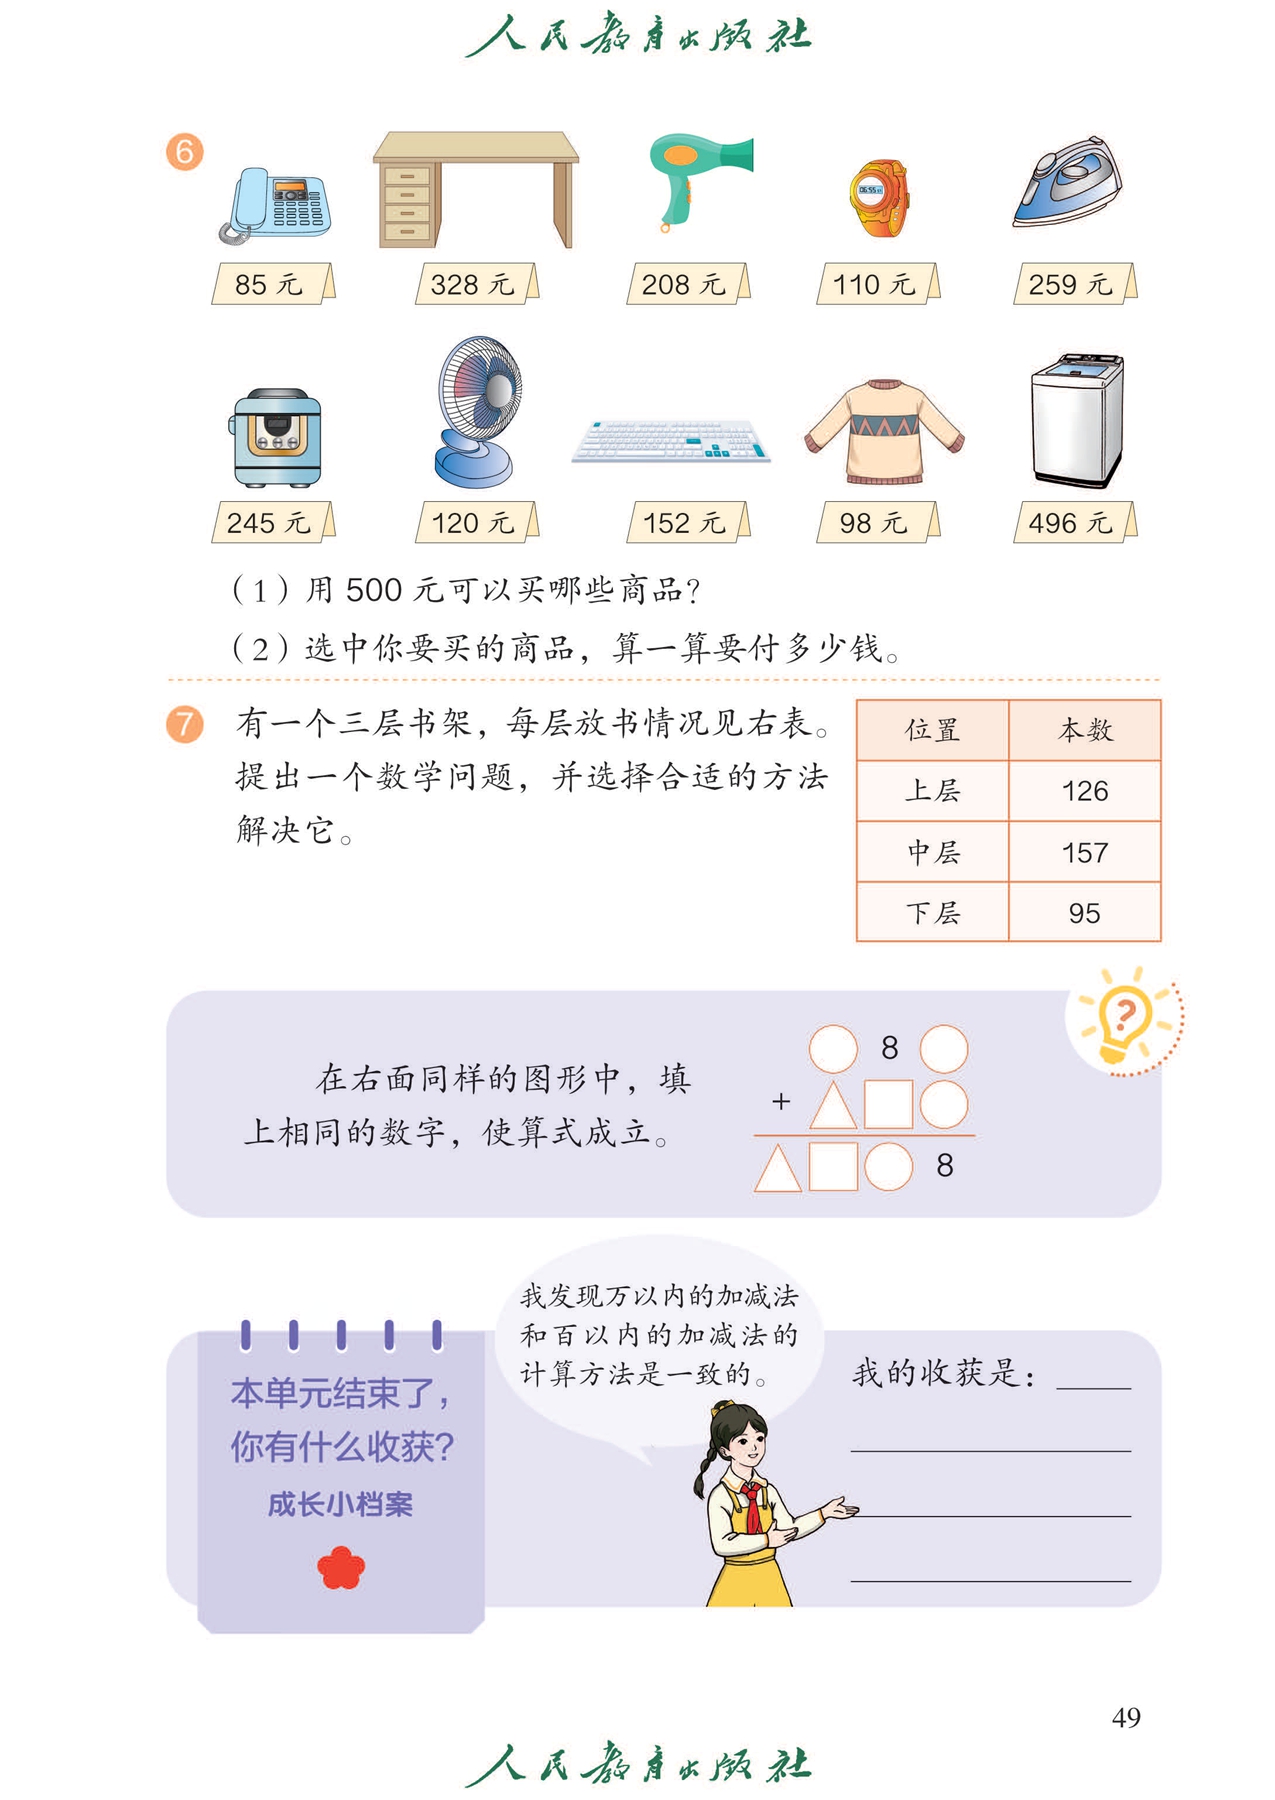 人民教育出版社
6
85 元 328 元 208 元 110 元 259 元
245 元 120 元 152 元 98 元 496 元
（1）用 500 元可以买哪些商品？
（2）选中你要买的商品，算一算要付多少钱。
7
有一个三层书架，每层放书情况见右表。
提出一个数学问题，并选择合适的方法
解决它。
位置 本数
上层 126
中层 157
下层 95
?
在右面同样的图形中，填
上相同的数字，使算式成立。
○ 8 ○
+ △ □ ○
△ □ ○ 8
我发现万以内的加减法
和百以内的加减法的
计算方法是一致的。
本单元结束了，
你有什么收获？
成长小档案
我的收获是：
49
人民教育出版社